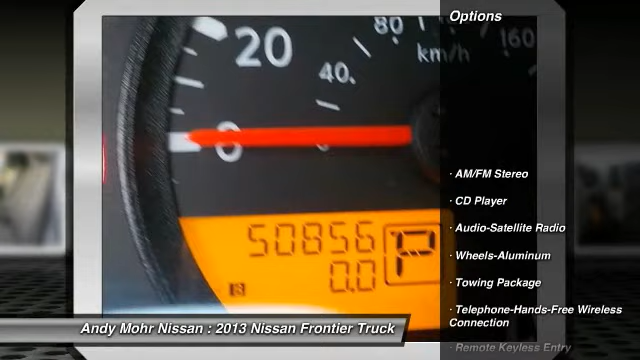 Options
80
160
20
km/h
40
0
· AM/FM Stereo
· CD Player
· Audio-Satellite Radio
50856
P
· Wheels-Aluminum
0.0
· Towing Package
· Telephone-Hands-Free Wireless
Connection
Andy Mohr Nissan : 2013 Nissan Frontier Truck
· Remote Keyless Entry